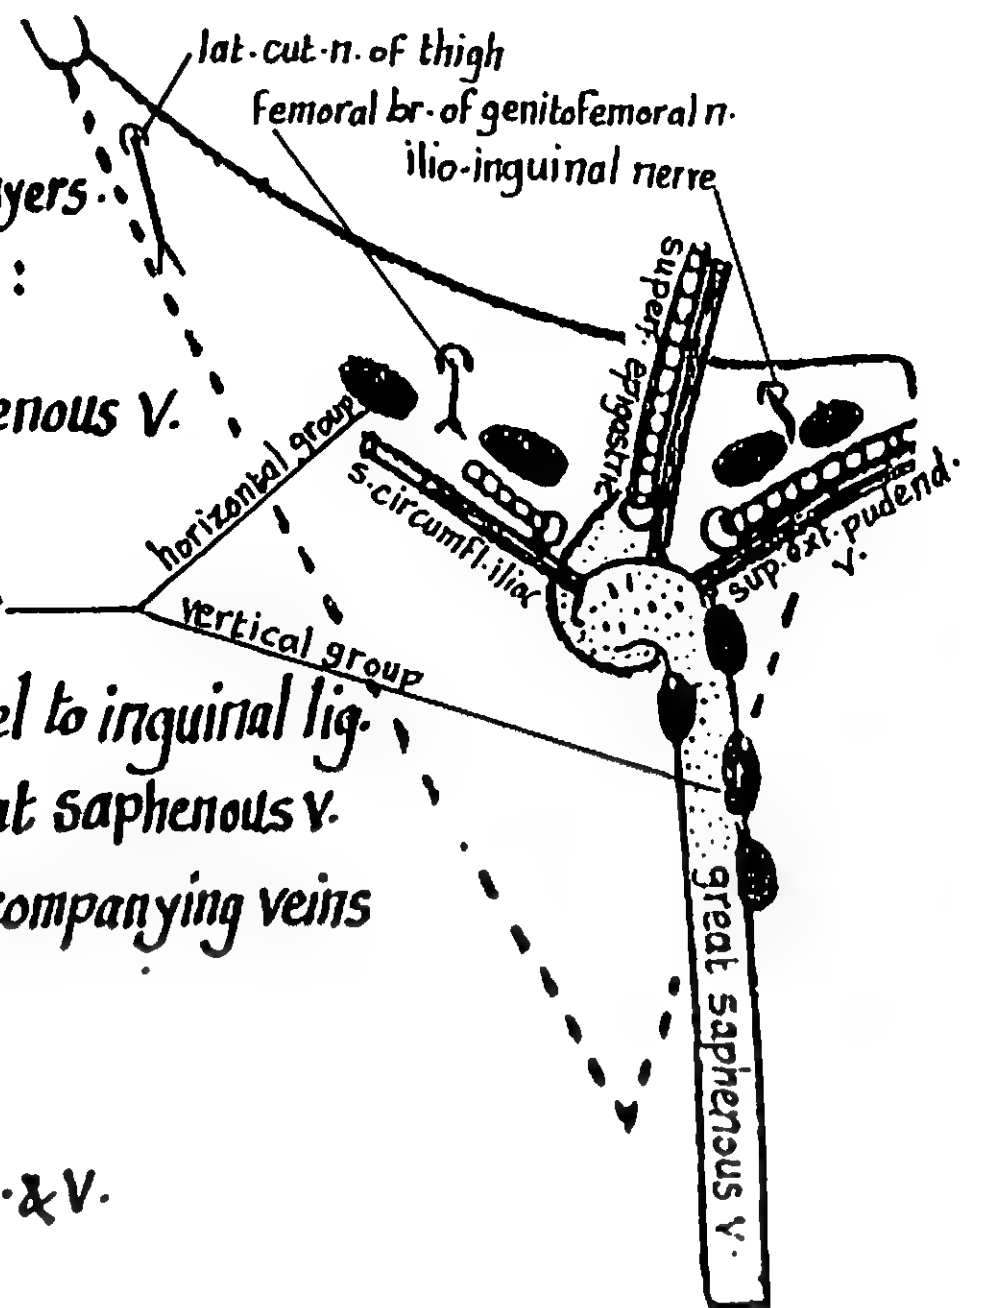 lat. cut. n. of thigh
femoral br. of genitofemoral n.
ilio-inguinal nerve
yers.
:
superf. epigastric
enous v.
horizontal group
s. circumfl. iliac
sup. ext. pudend.
v.
vertical group
el to inguinal lig.
at saphenous v.
companying veins
great saphenous v.
. & v.